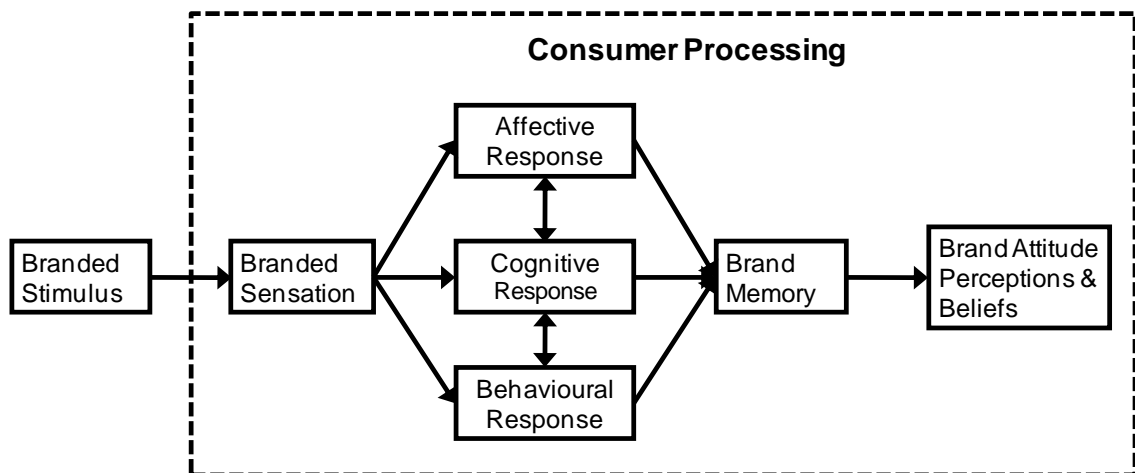 Consumer Processing
Affective
Response
Branded
Stimulus
Branded
Sensation
Cognitive
Response
Brand
Memory
Brand Attitude
Perceptions &
Beliefs
Behavioural
Response